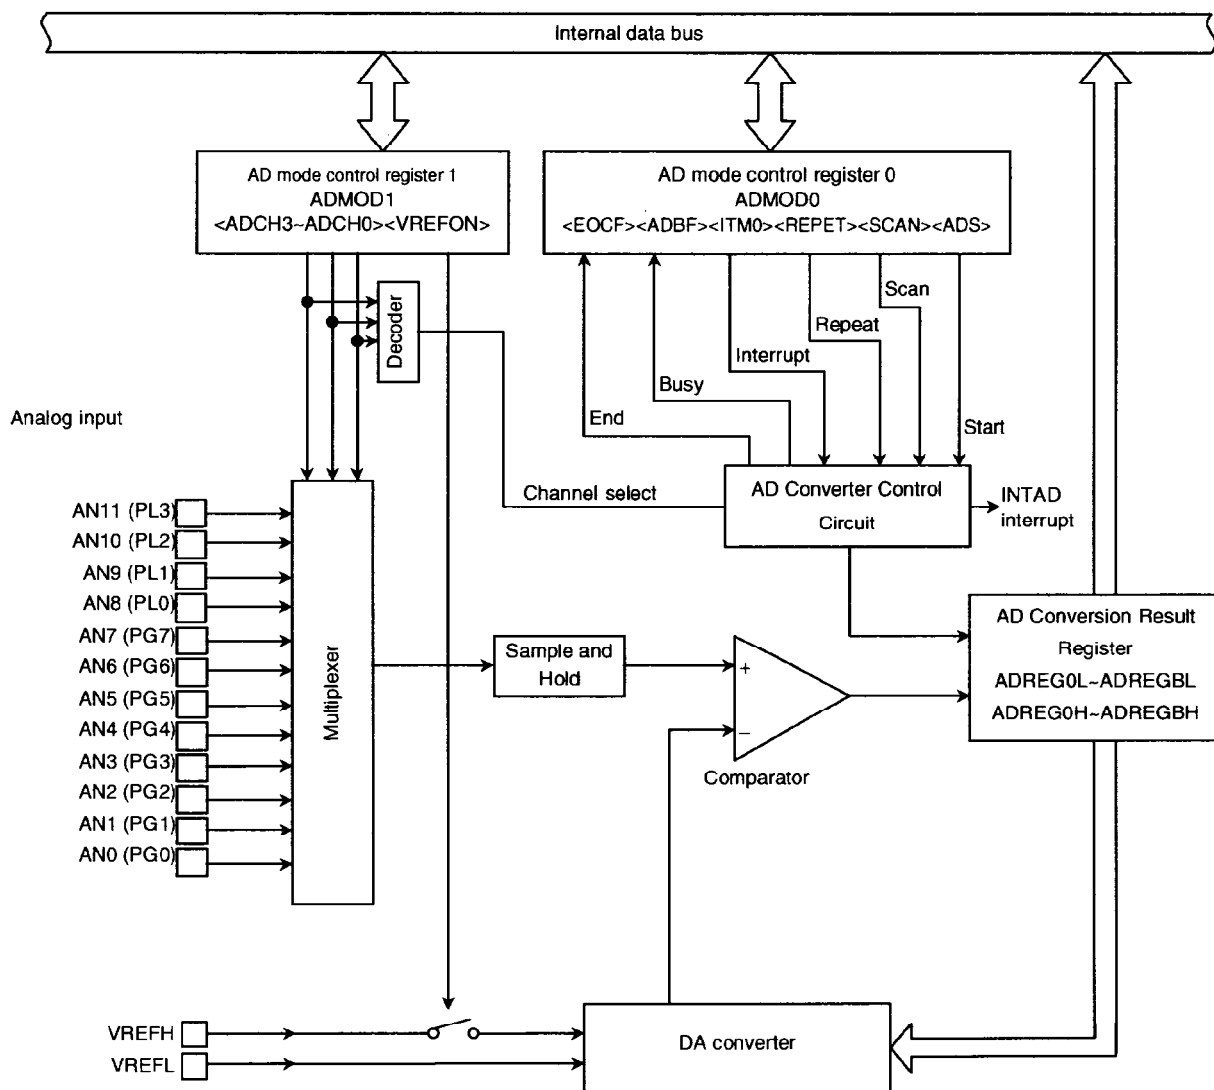 Internal data bus
AD mode control register 1
ADMOD1
<ADCH3~ADCH0><VREFON>
AD mode control register 0
ADMOD0
<EOCF><ADBF><ITM0><REPET><SCAN><ADS>
Decoder
Scan
Repeat
Interrupt
Busy
End
Start
Analog input
Channel select
AD Converter Control
Circuit
INTAD
interrupt
AN11 (PL3)
AN10 (PL2)
AN9 (PL1)
AN8 (PL0)
AN7 (PG7)
AN6 (PG6)
AN5 (PG5)
AN4 (PG4)
AN3 (PG3)
AN2 (PG2)
AN1 (PG1)
AN0 (PG0)
Multiplexer
Sample and
Hold
+
−
Comparator
AD Conversion Result
Register
ADREG0L~ADREGBL
ADREG0H~ADREGBH
VREFH
VREFL
DA converter